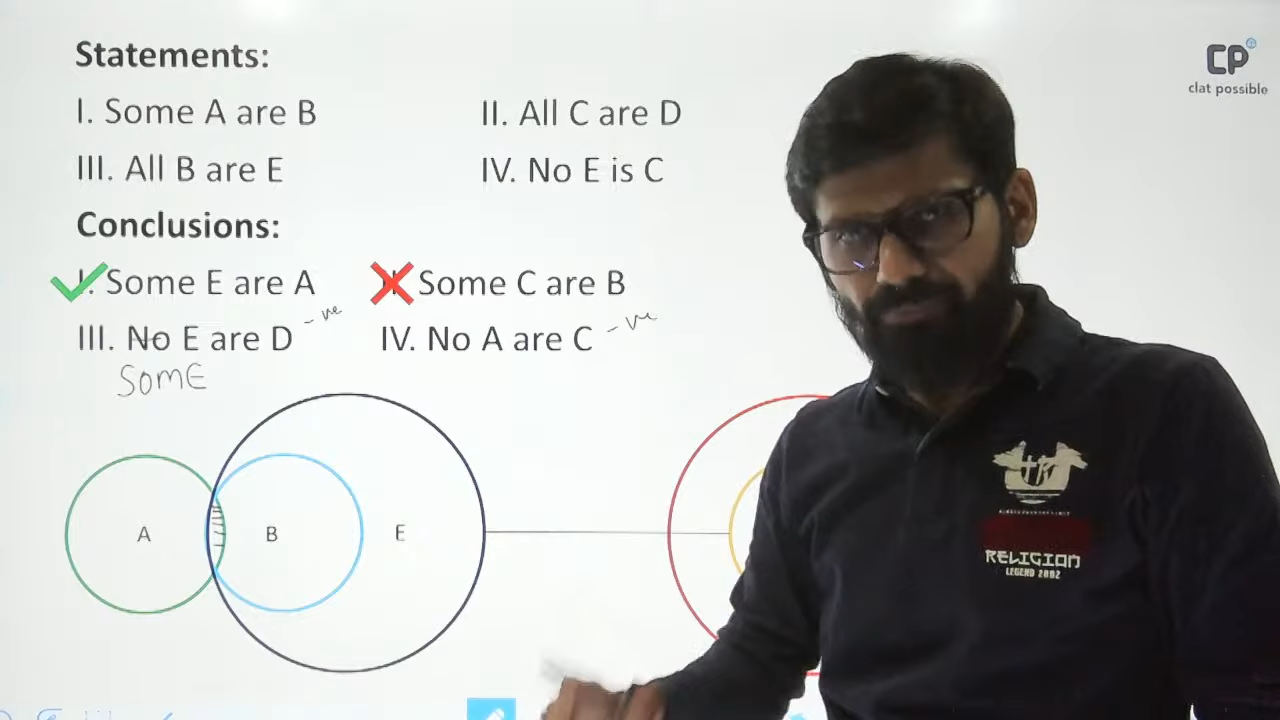 Statements:
I. Some A are B II. All C are D
III. All B are E IV. No E is C
Conclusions:
I. Some E are A II. Some C are B
III. No E are D -ve IV. No A are C -ve
SOME
A B E
CP
clat possible
RELIGION
LEGEND 2002